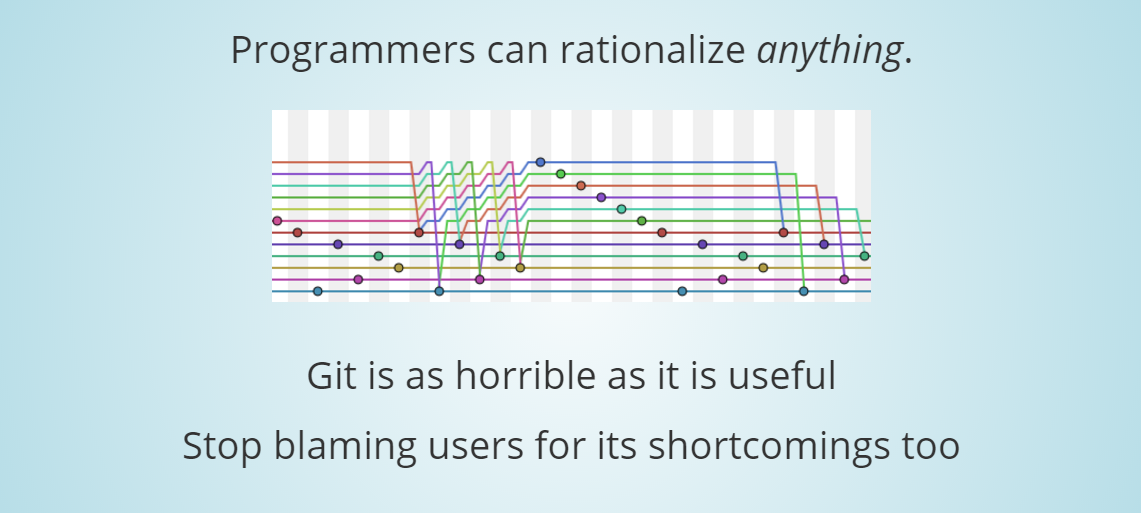 Programmers can rationalize anything.
Git is as horrible as it is useful
Stop blaming users for its shortcomings too